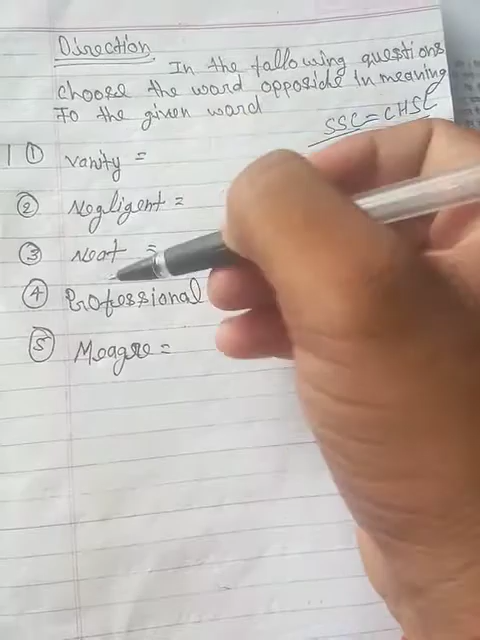 Direction
In the following questions
choose the word opposide in meaning
To the given word
SSC = CHSL
1 ① Vanity =
② Negligent =
③ Neat =
④ Professional
⑤ Meagre =